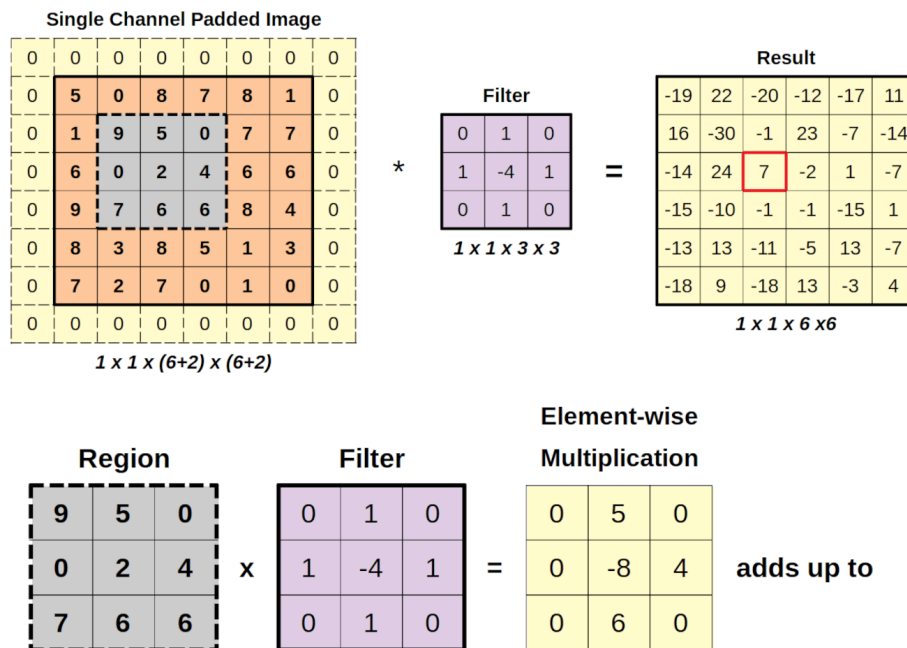 Single Channel Padded Image
0 0 0 0 0 0 0 0
0 5 0 8 7 8 1 0
0 1 9 5 0 7 7 0
0 6 0 2 4 6 6 0
0 9 7 6 6 8 4 0
0 8 3 8 5 1 3 0
0 7 2 7 0 1 0 0
0 0 0 0 0 0 0 0
1 x 1 x (6+2) x (6+2)
*
Filter
0 1 0
1 -4 1
0 1 0
1 x 1 x 3 x 3
=
Result
-19 22 -20 -12 -17 11
16 -30 -1 23 -7 -14
-14 24 7 -2 1 -7
-15 -10 -1 -1 -15 1
-13 13 -11 -5 13 -7
-18 9 -18 13 -3 4
1 x 1 x 6 x6
Region
9 5 0
0 2 4
7 6 6
x
Filter
0 1 0
1 -4 1
0 1 0
=
Element-wise
Multiplication
0 5 0
0 -8 4
0 6 0
adds up to